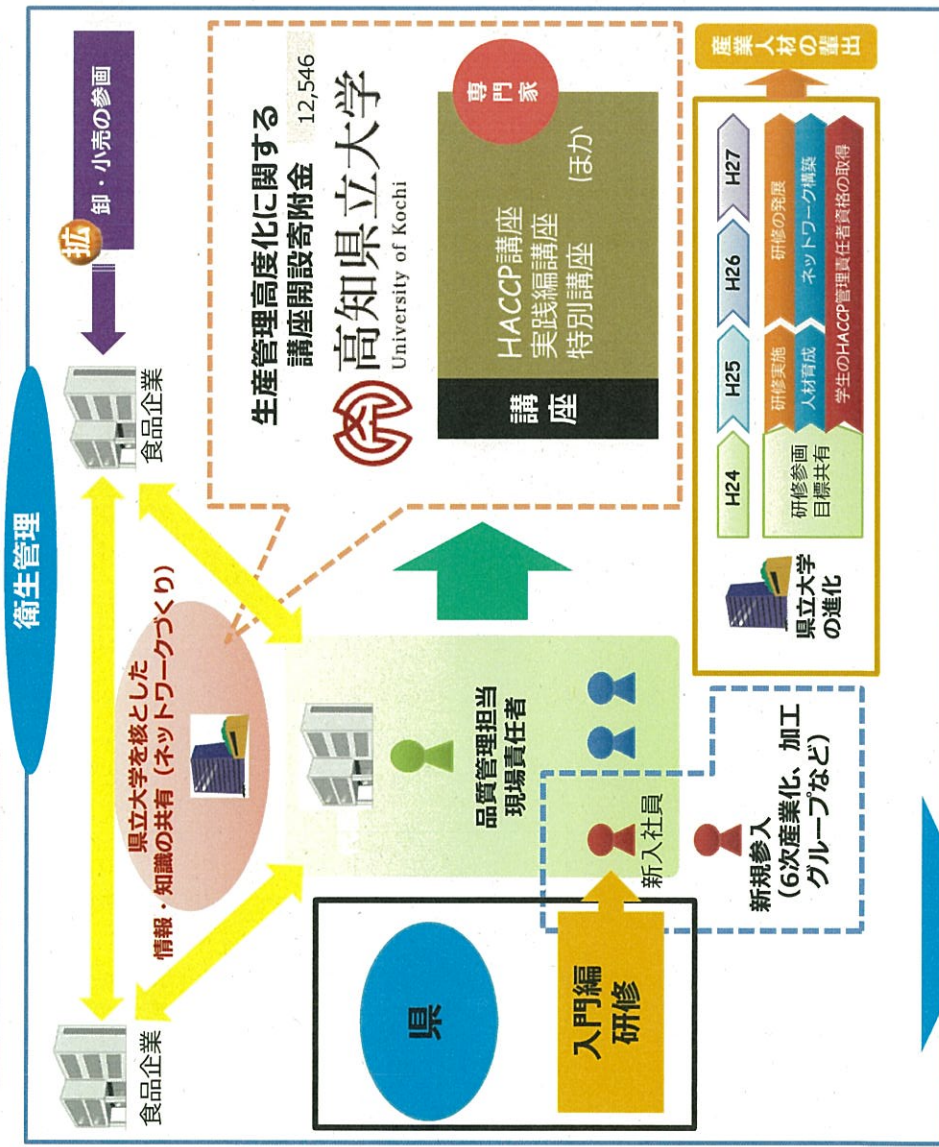 衛生管理
食品企業
食品企業
拡
卸・小売の参画
県立大学を核とした
情報・知識の共有（ネットワークづくり）
県
入門編
研修
品質管理担当
現場責任者
新入社員
新規参入
(6次産業化、加工
グループなど)
生産管理高度化に関する
講座開設寄附金
12,546
高知県立大学
University of Kochi
講座
HACCP講座
実践編講座
特別講座
(ほか
専門家
県立大学
の進化
H24
H25
H26
H27
研修参画
目標共有
研修実施
研修の発展
人材育成
ネットワーク構築
学生のHACCP管理責任者資格の取得
産業人材の輩出